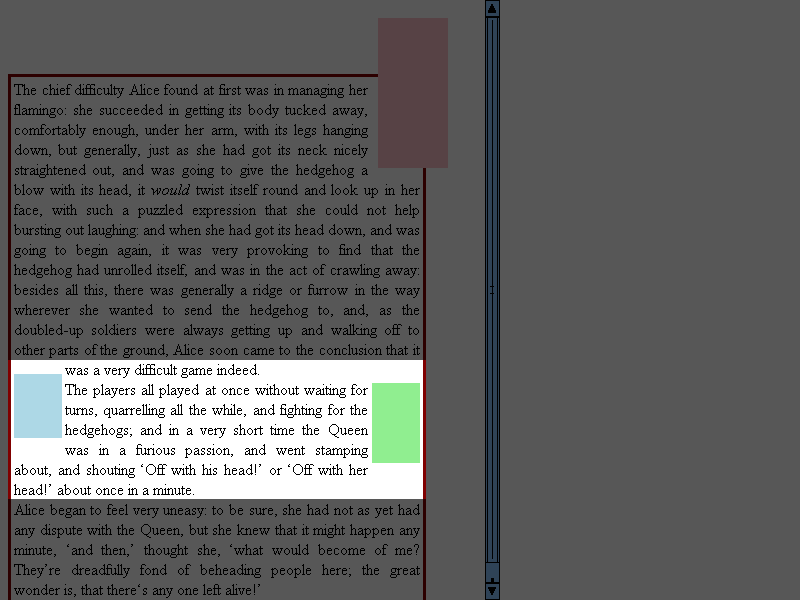 The chief difficulty Alice found at first was in managing her
flamingo: she succeeded in getting its body tucked away,
comfortably enough, under her arm, with its legs hanging
down, but generally, just as she had got its neck nicely
straightened out, and was going to give the hedgehog a
blow with its head, it would twist itself round and look up in her
face, with such a puzzled expression that she could not help
bursting out laughing: and when she had got its head down, and was
going to begin again, it was very provoking to find that the
hedgehog had unrolled itself, and was in the act of crawling away:
besides all this, there was generally a ridge or furrow in the way
wherever she wanted to send the hedgehog to, and, as the
doubled-up soldiers were always getting up and walking off to
other parts of the ground, Alice soon came to the conclusion that it
was a very difficult game indeed.
The players all played at once without waiting for
turns, quarrelling all the while, and fighting for the
hedgehogs; and in a very short time the Queen
was in a furious passion, and went stamping
about, and shouting ‘Off with his head!’ or ‘Off with her
head!’ about once in a minute.
Alice began to feel very uneasy: to be sure, she had not as yet had
any dispute with the Queen, but she knew that it might happen any
minute, ‘and then,’ thought she, ‘what would become of me?
They’re dreadfully fond of beheading people here; the great
wonder is, that there‘s any one left alive!’